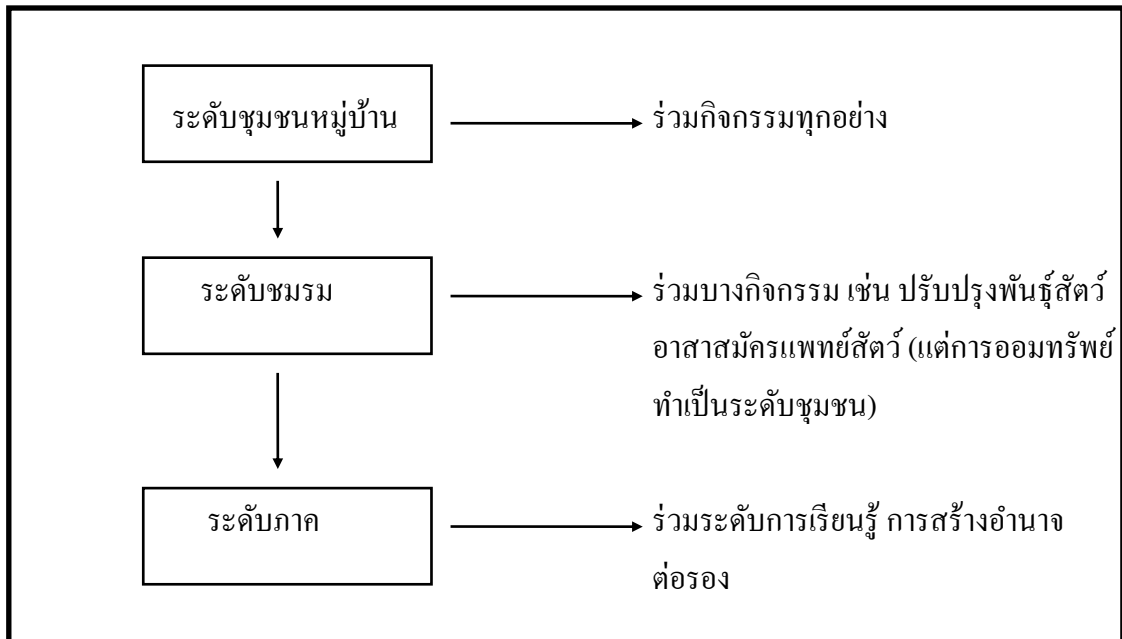 ระดับชุมชนหมู่บ้าน
ร่วมกิจกรรมทุกอย่าง
ระดับชมรม
ร่วมบางกิจกรรม เช่น ปรับปรุงพันธุ์สัตว์
อาสาสมัครแพทย์สัตว์ (แต่การออมทรัพย์
ทำเป็นระดับชุมชน)
ระดับภาค
ร่วมระดับการเรียนรู้ การสร้างอำนาจ
ต่อรอง